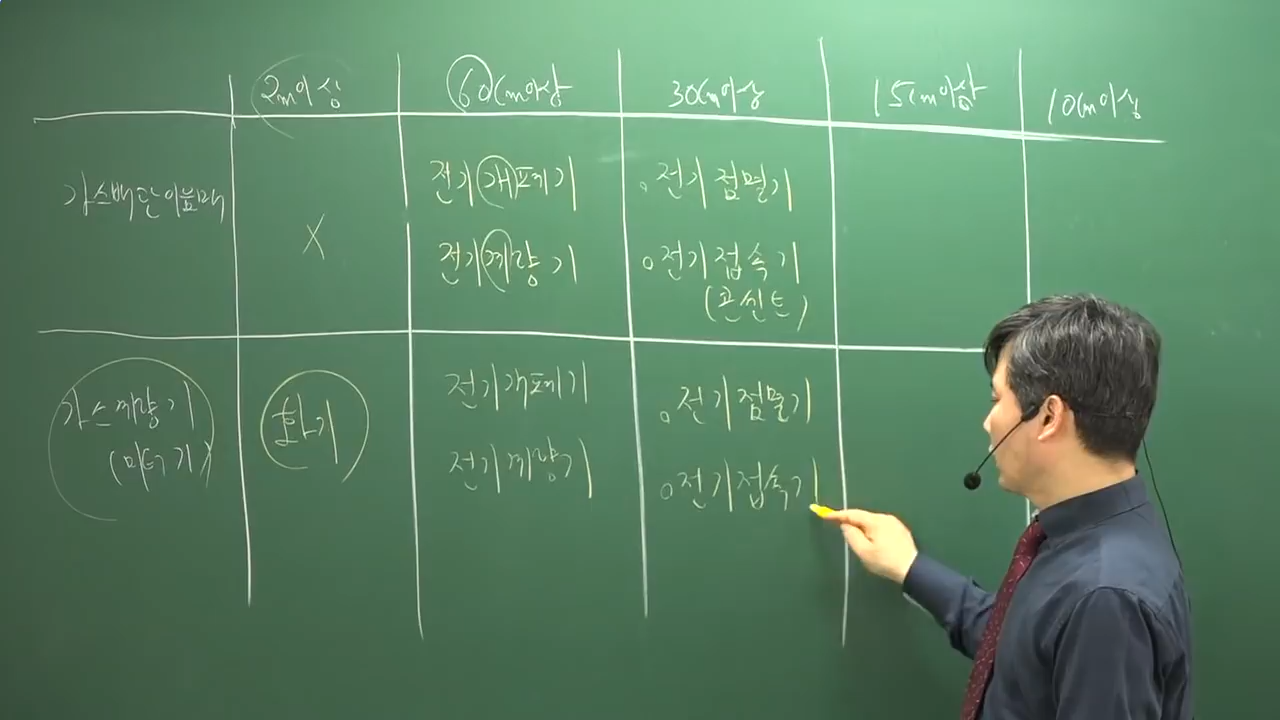 2m이상 60Cm이상 30Cm이상 15Cm이상 10Cm이상
가스배관이음매 X 전기개폐기 전기점멸기
전기계량기 전기접속기
(콘센트)
가스계량기 화기 전기개폐기 전기점멸기
(미터기) 전기계량기 전기접속기